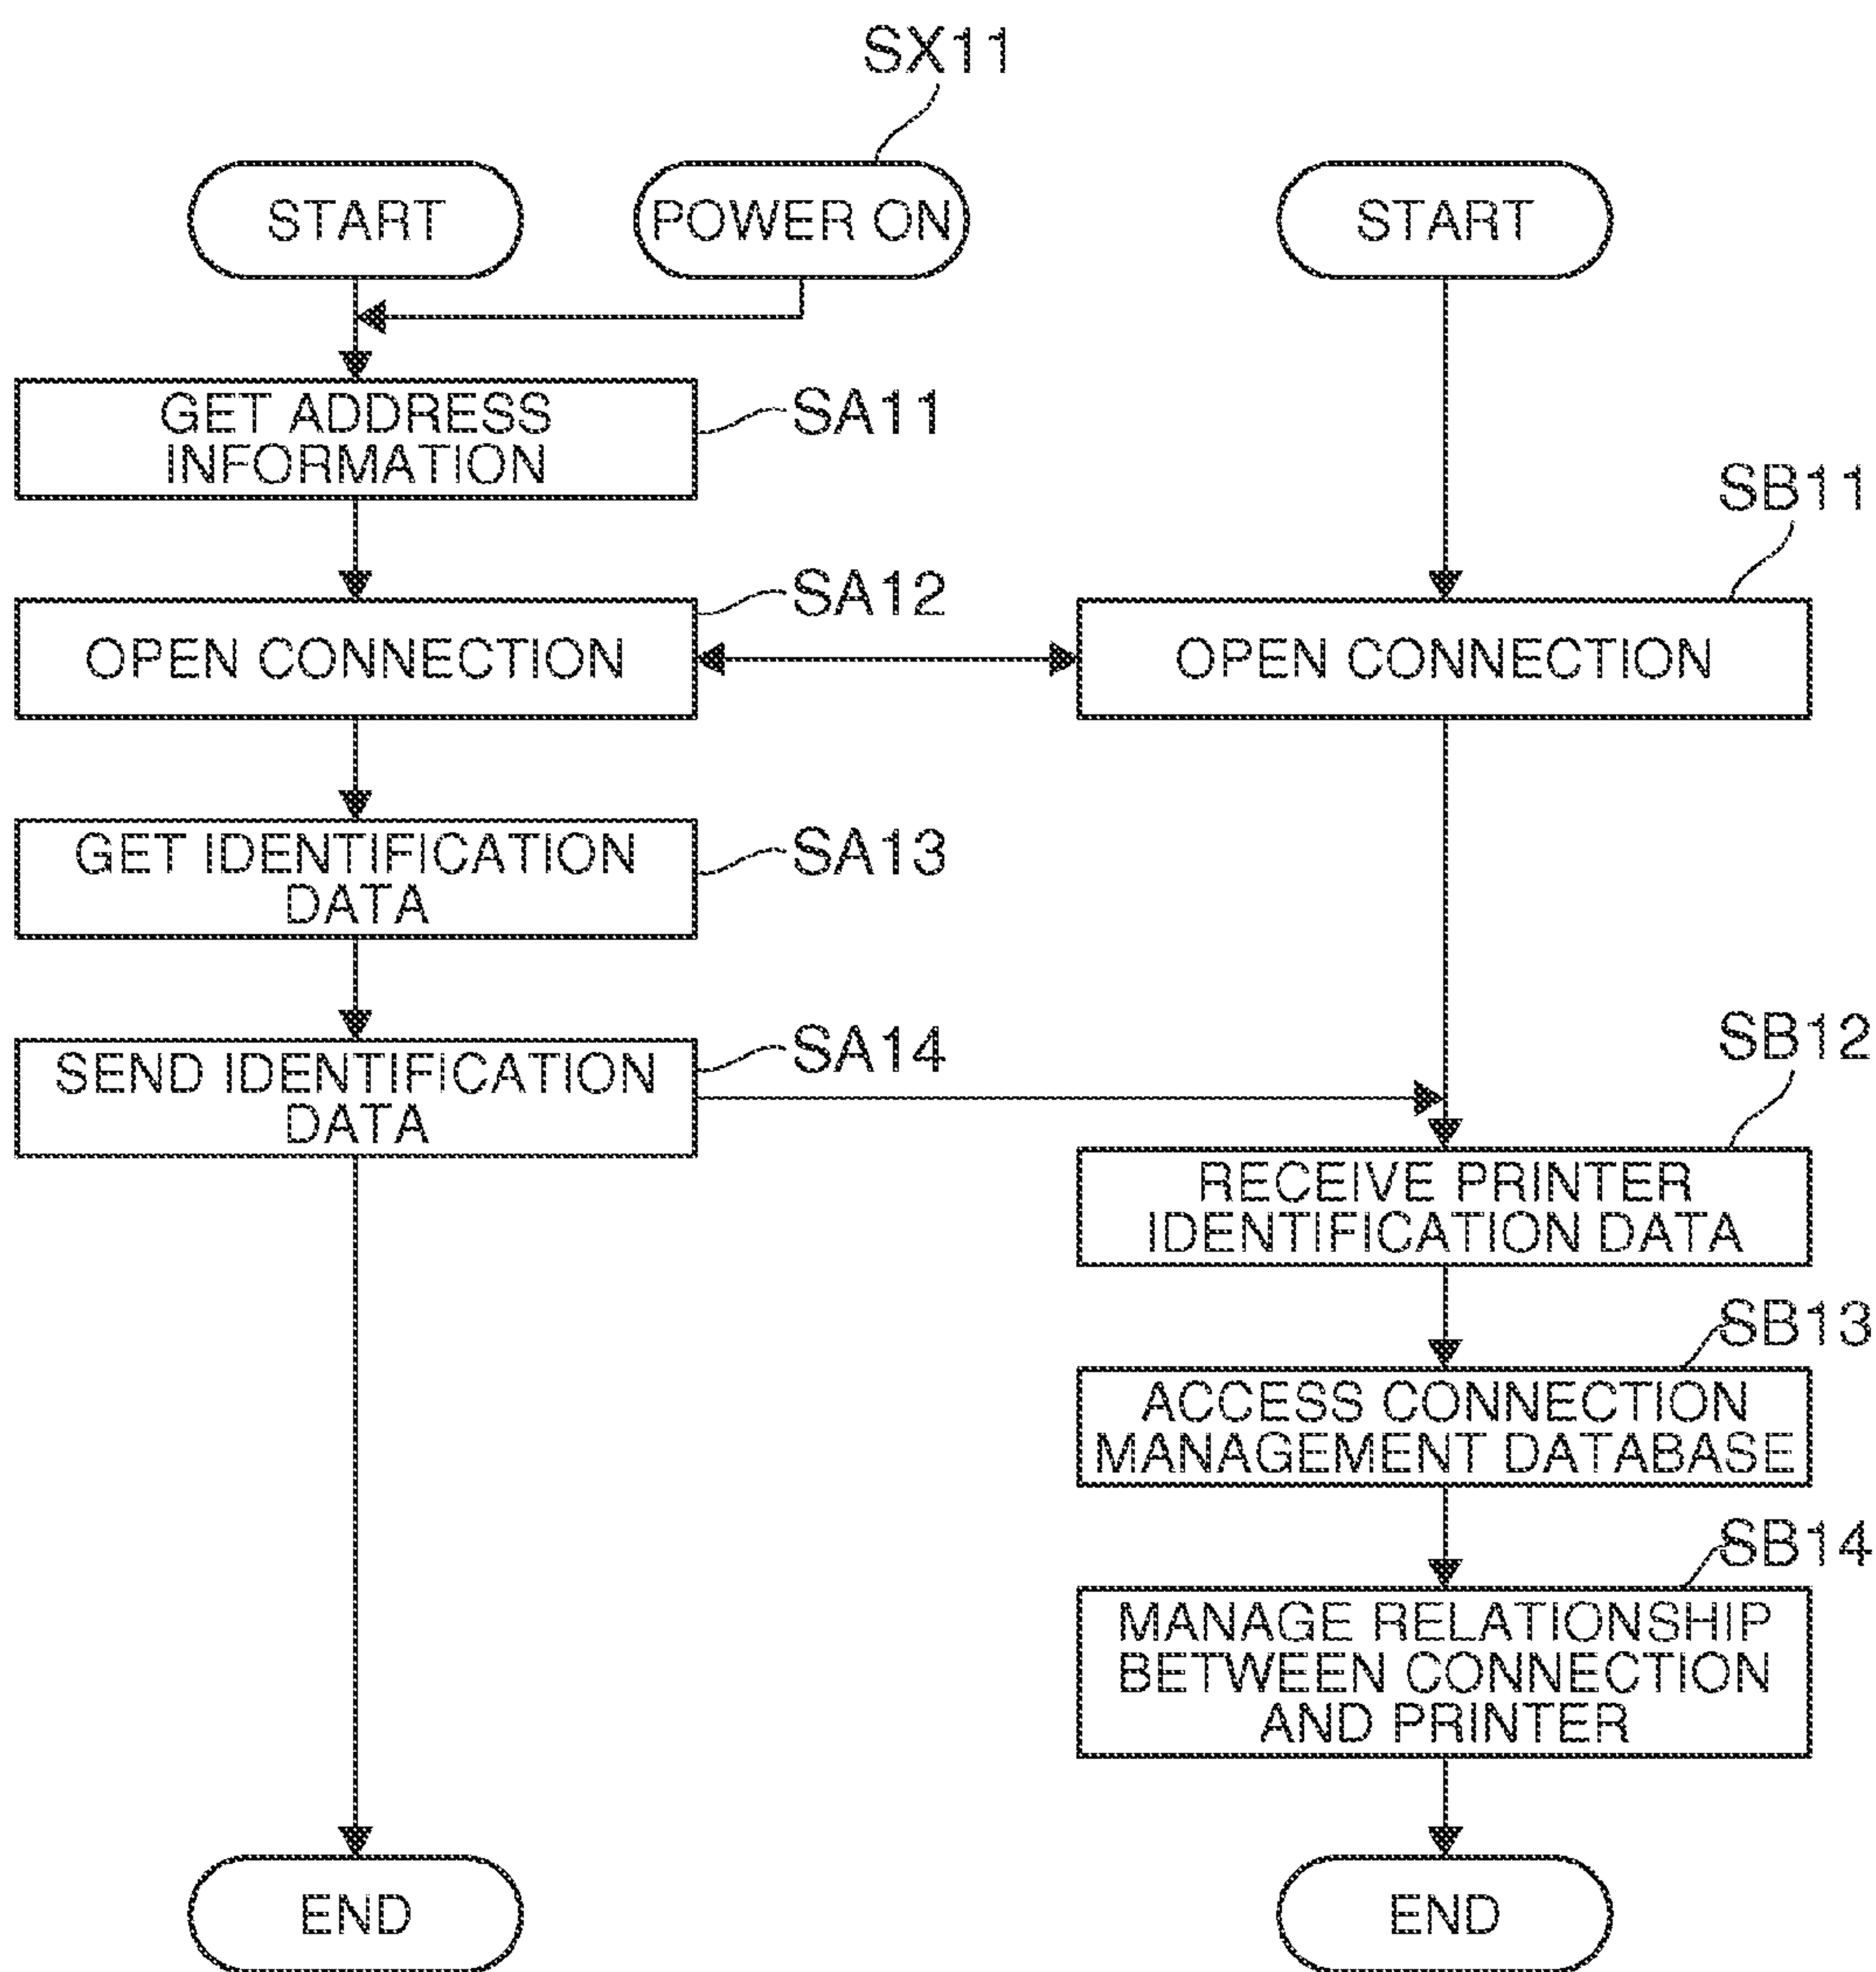 SX11
START
POWER ON
START
GET ADDRESS
INFORMATION
SA11
SB11
OPEN CONNECTION
SA12
OPEN CONNECTION
GET IDENTIFICATION
DATA
SA13
SEND IDENTIFICATION
DATA
SA14
SB12
RECEIVE PRINTER
IDENTIFICATION DATA
SB13
ACCESS CONNECTION
MANAGEMENT DATABASE
SB14
MANAGE RELATIONSHIP
BETWEEN CONNECTION
AND PRINTER
END
END